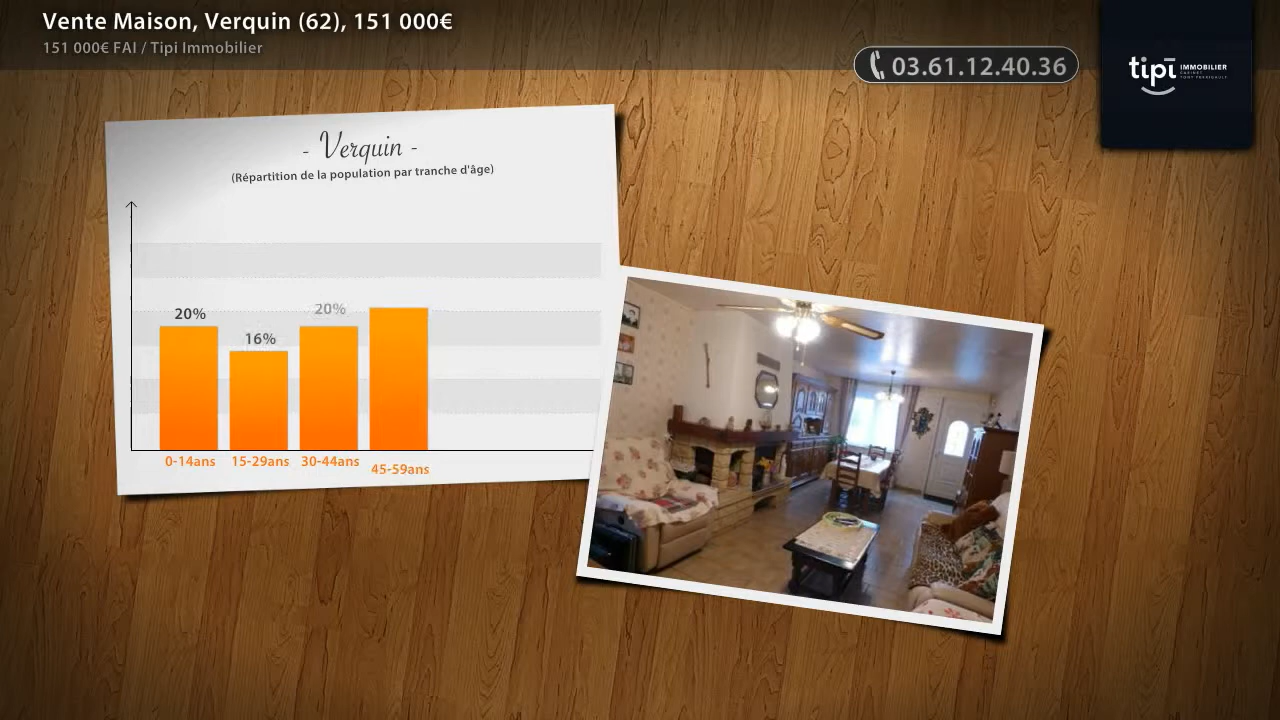 Vente Maison, Verquin (62), 151 000€
151 000€ FAI / Tipi Immobilier
03.61.12.40.36
tipi IMMOBILIER
CABINET
- Verquin -
(Répartition de la population par tranche d'âge)
20%
16%
20%
0-14ans
15-29ans
30-44ans
45-59ans